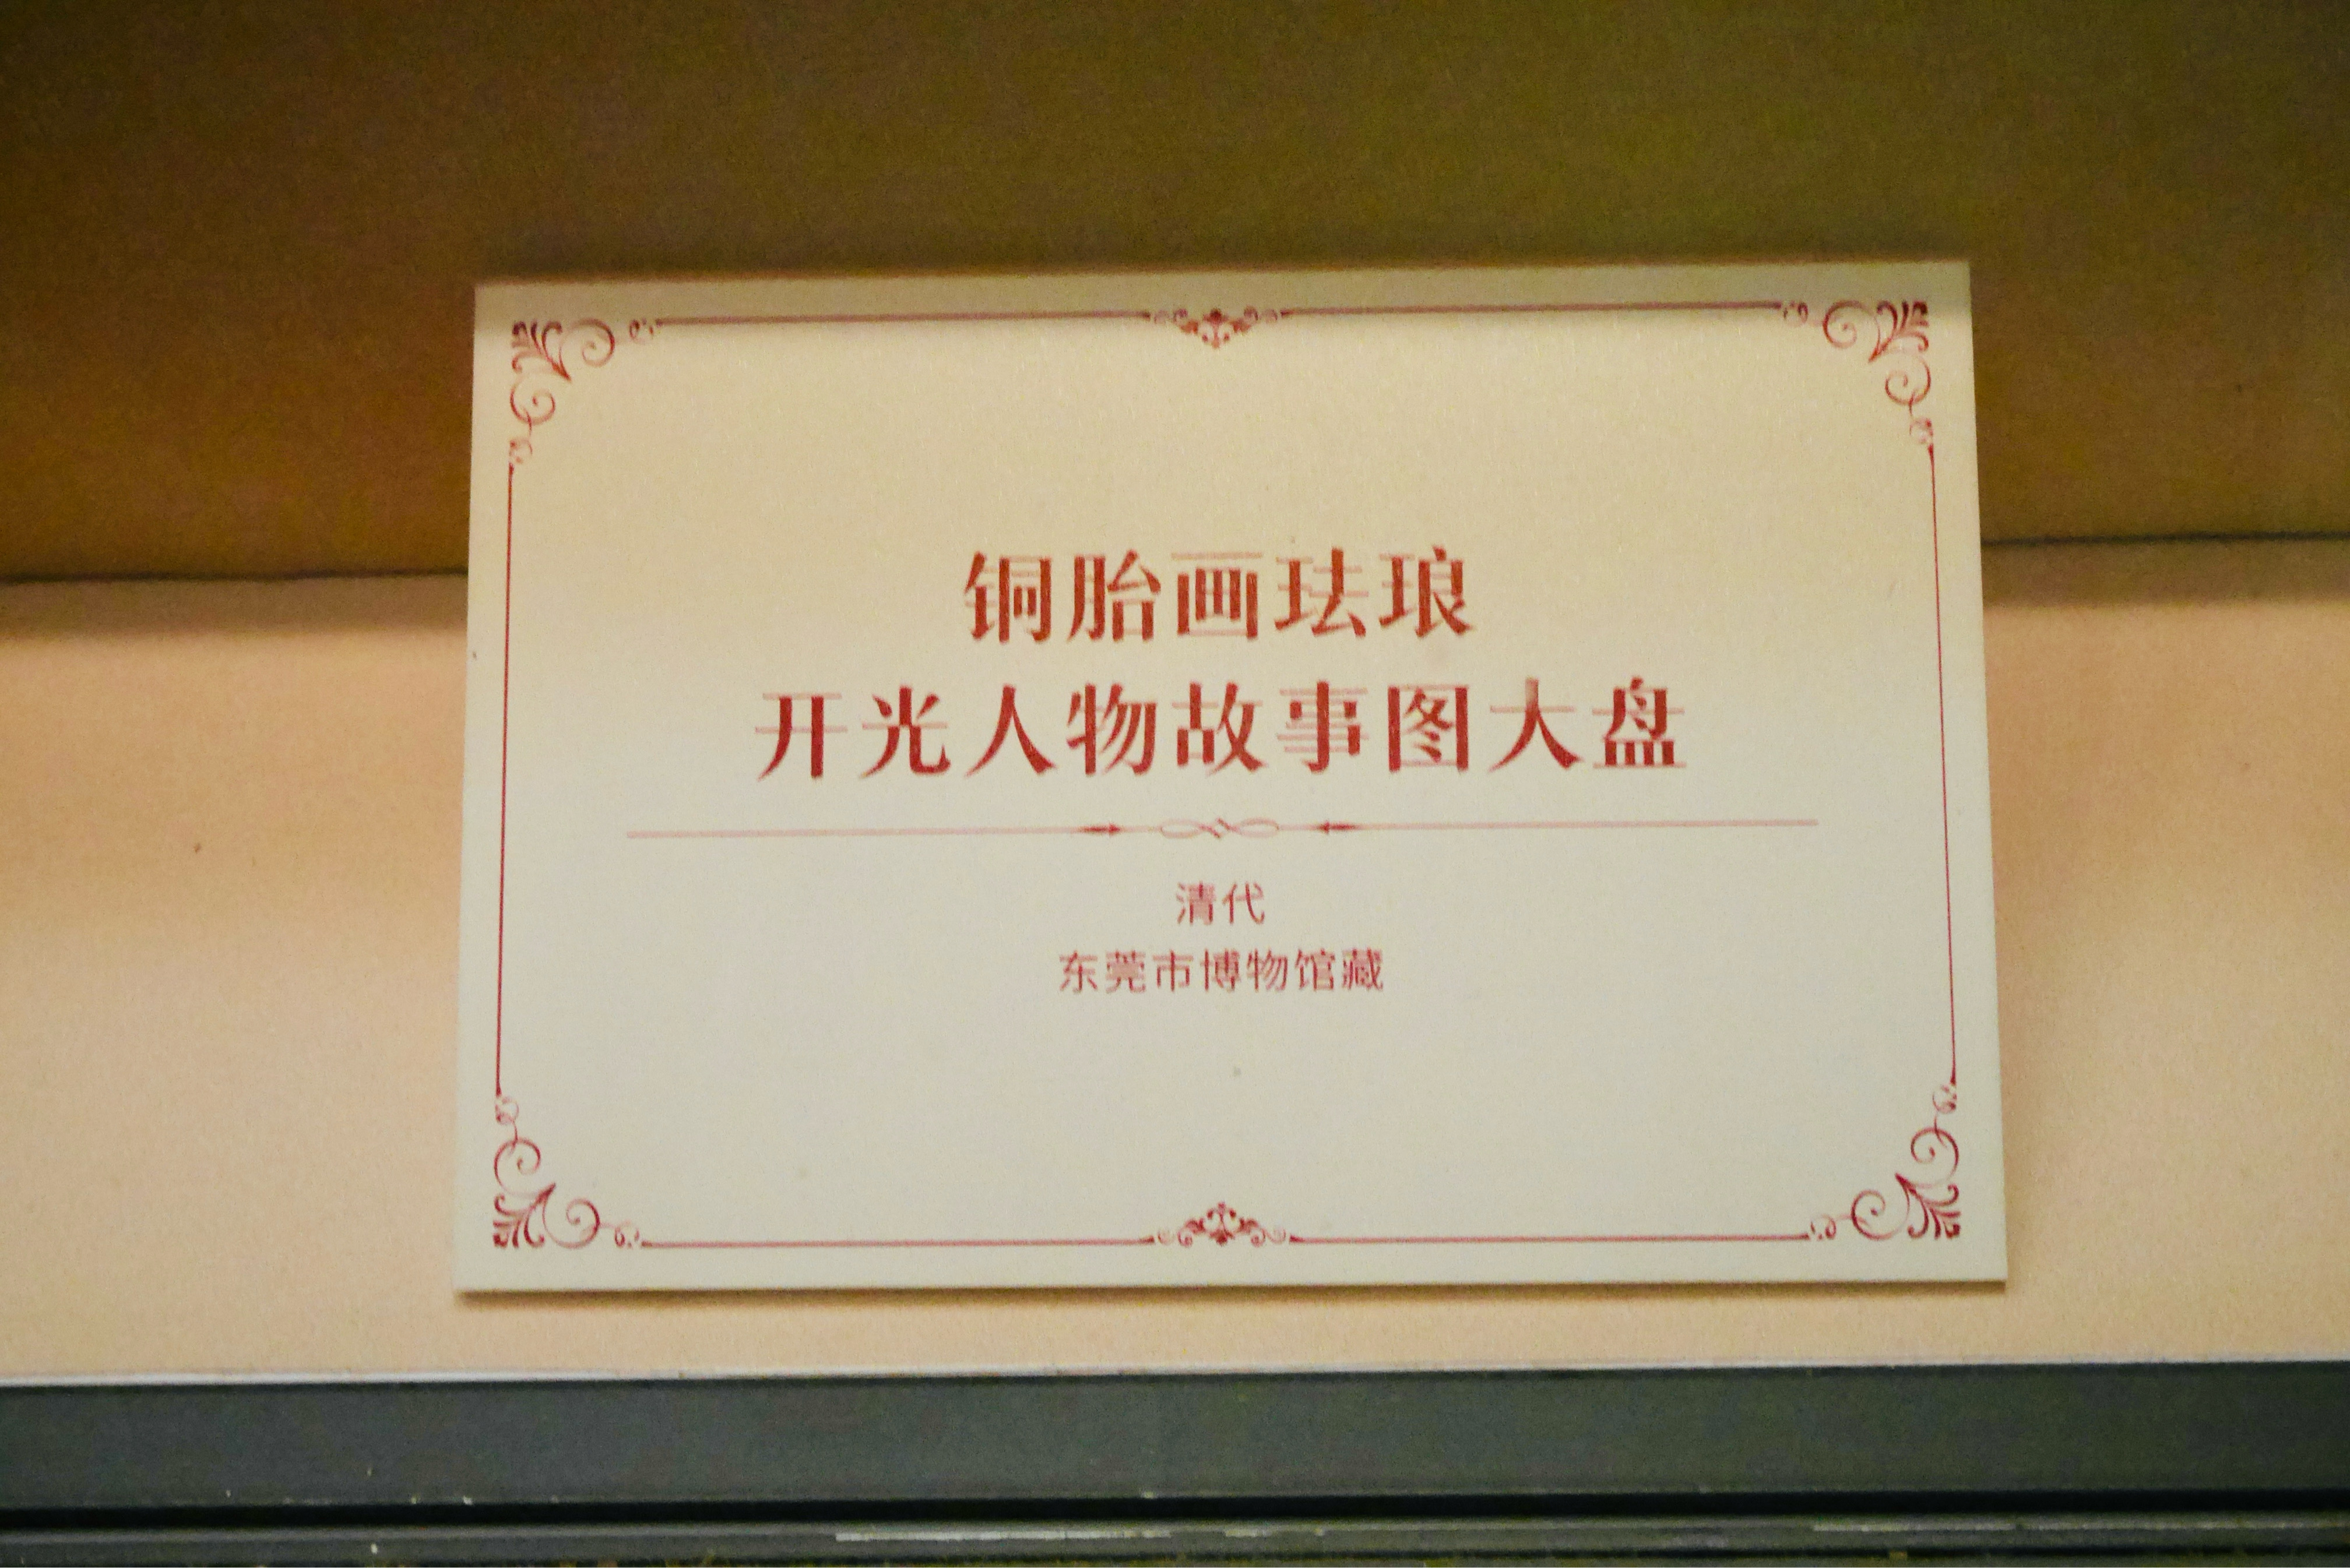 铜胎画珐琅
开光人物故事图大盘
清代
东莞市博物馆藏